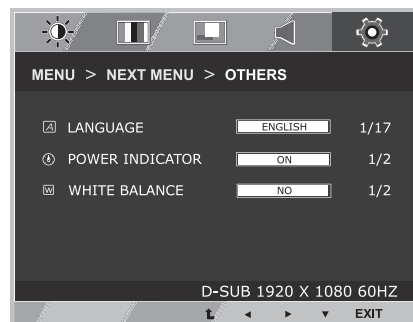 MENU > NEXT MENU > OTHERS
A LANGUAGE ENGLISH 1/17
POWER INDICATOR ON 1/2
W WHITE BALANCE NO 1/2
D-SUB 1920 X 1080 60HZ
EXIT